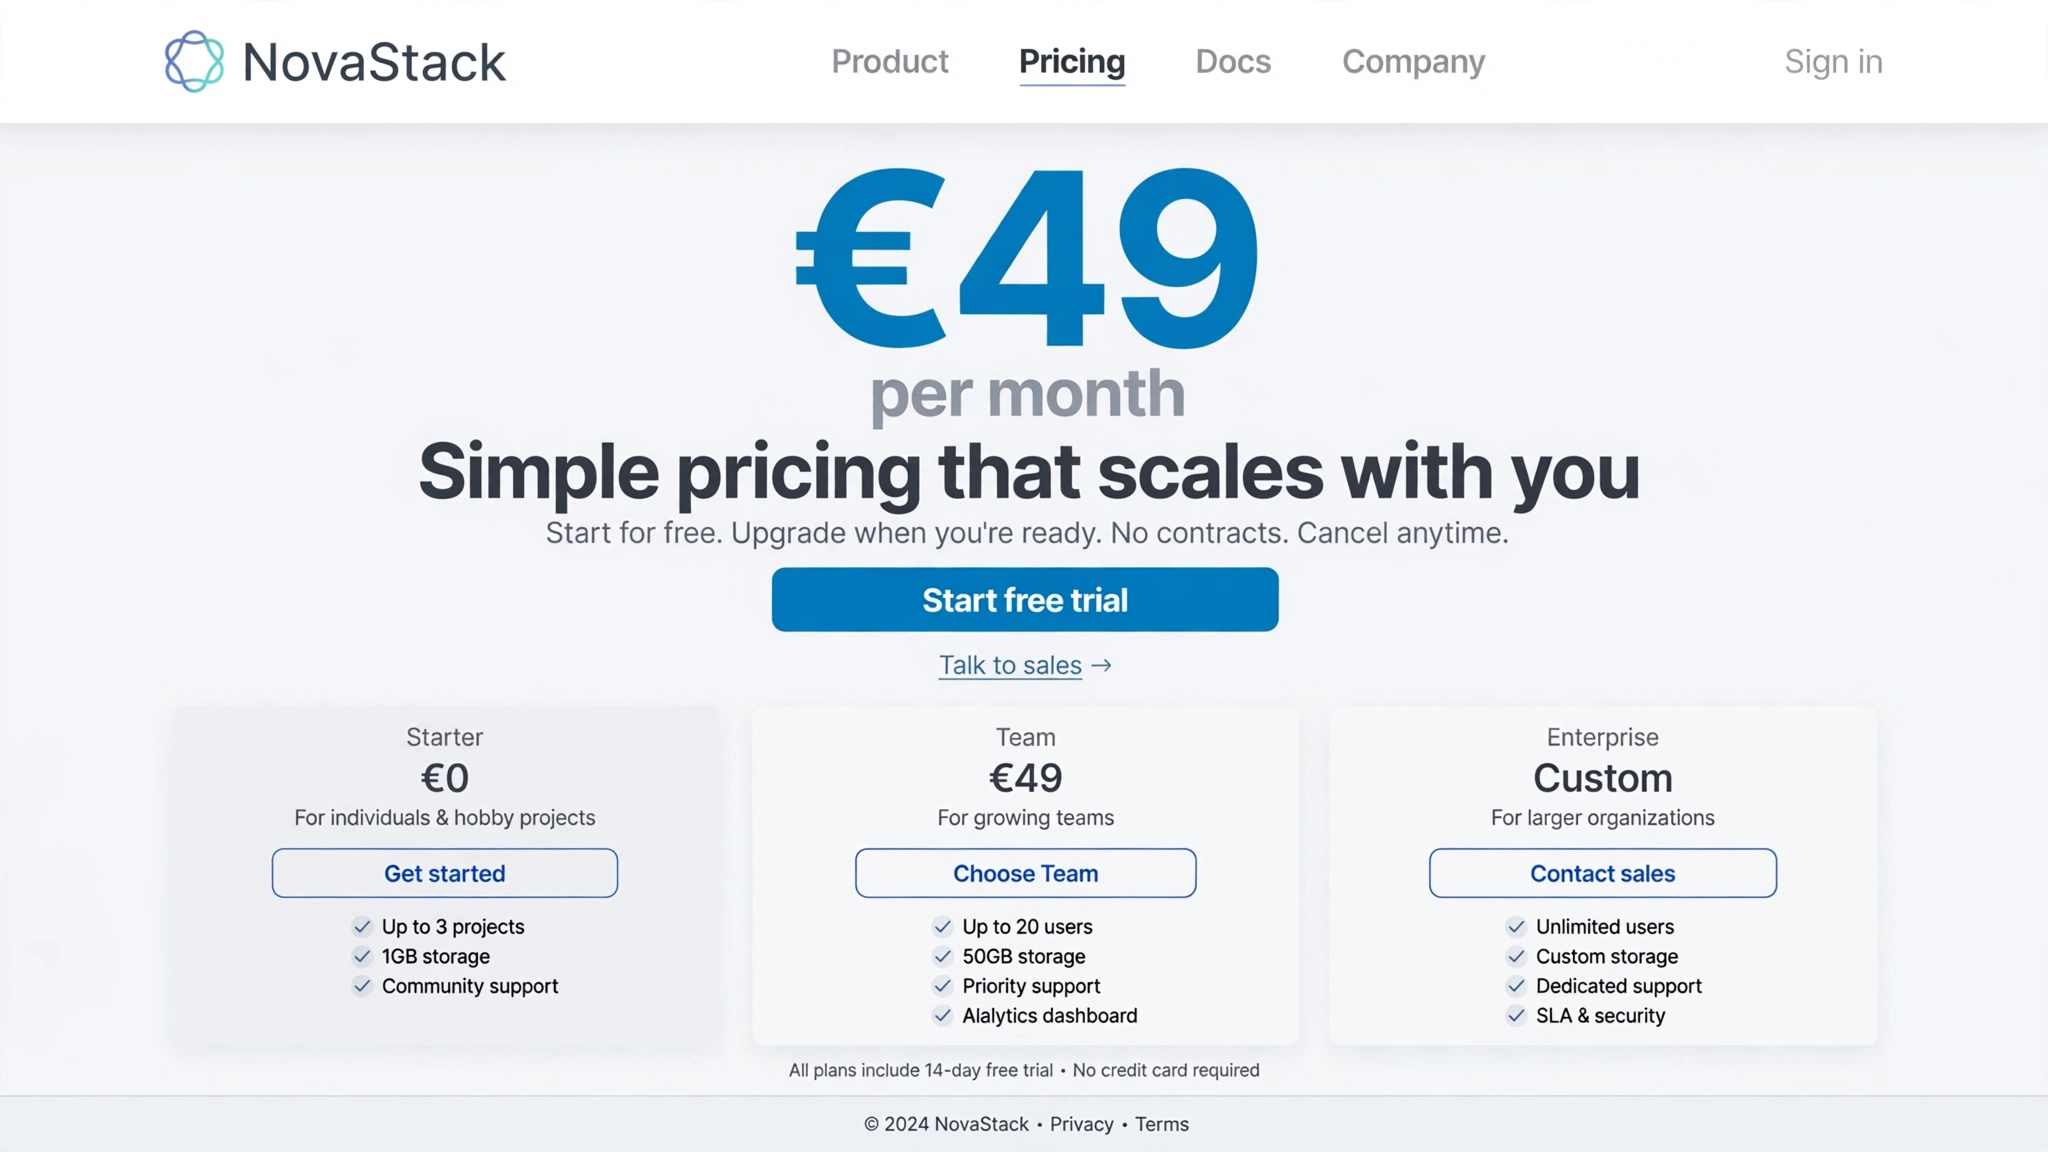 NovaStack
Product Pricing Docs Company Sign in
€49
per month
Simple pricing that scales with you
Start for free. Upgrade when you're ready. No contracts. Cancel anytime.
Start free trial
Talk to sales →
Starter
€0
For individuals & hobby projects
Get started
Up to 3 projects
1GB storage
Community support
Team
€49
For growing teams
Choose Team
Up to 20 users
50GB storage
Priority support
Alalytics dashboard
Enterprise
Custom
For larger organizations
Contact sales
Unlimited users
Custom storage
Dedicated support
SLA & security
All plans include 14-day free trial • No credit card required
© 2024 NovaStack • Privacy • Terms